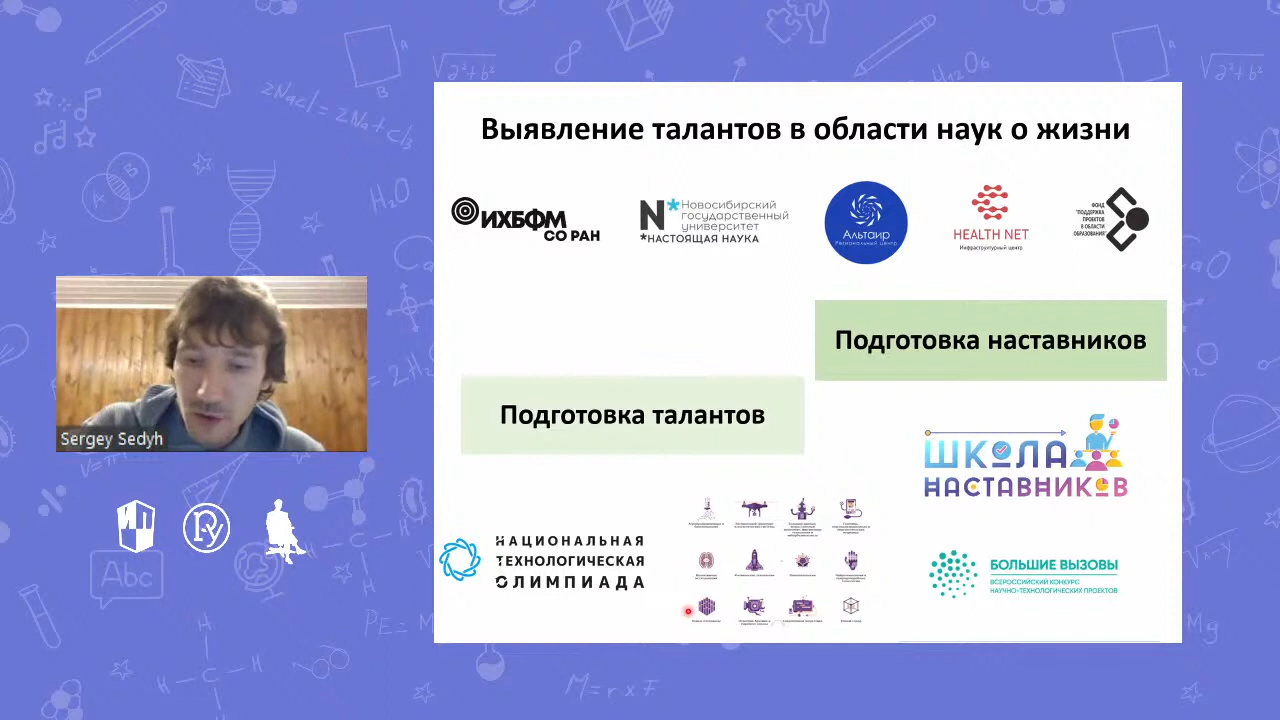 Выявление талантов в области наук о жизни
ИХБФМ
СО РАН
N*
Новосибирский
государственный
университет
*НАСТОЯЩАЯ НАУКА
Альтаир
Региональный центр
HEALTH NET
Инфраструктурный центр
ФОНД
"ПОДДЕРЖКА
ПРОЕКТОВ
В ОБЛАСТИ
ОБРАЗОВАНИЯ"
Подготовка наставников
Подготовка талантов
ШКОЛА
НАСТАВНИКОВ
НАЦИОНАЛЬНАЯ
ТЕХНОЛОГИЧЕСКАЯ
ОЛИМПИАДА
БОЛЬШИЕ ВЫЗОВЫ
ВСЕРОССИЙСКИЙ КОНКУРС
НАУЧНО-ТЕХНОЛОГИЧЕСКИХ ПРОЕКТОВ
Sergey Sedyh